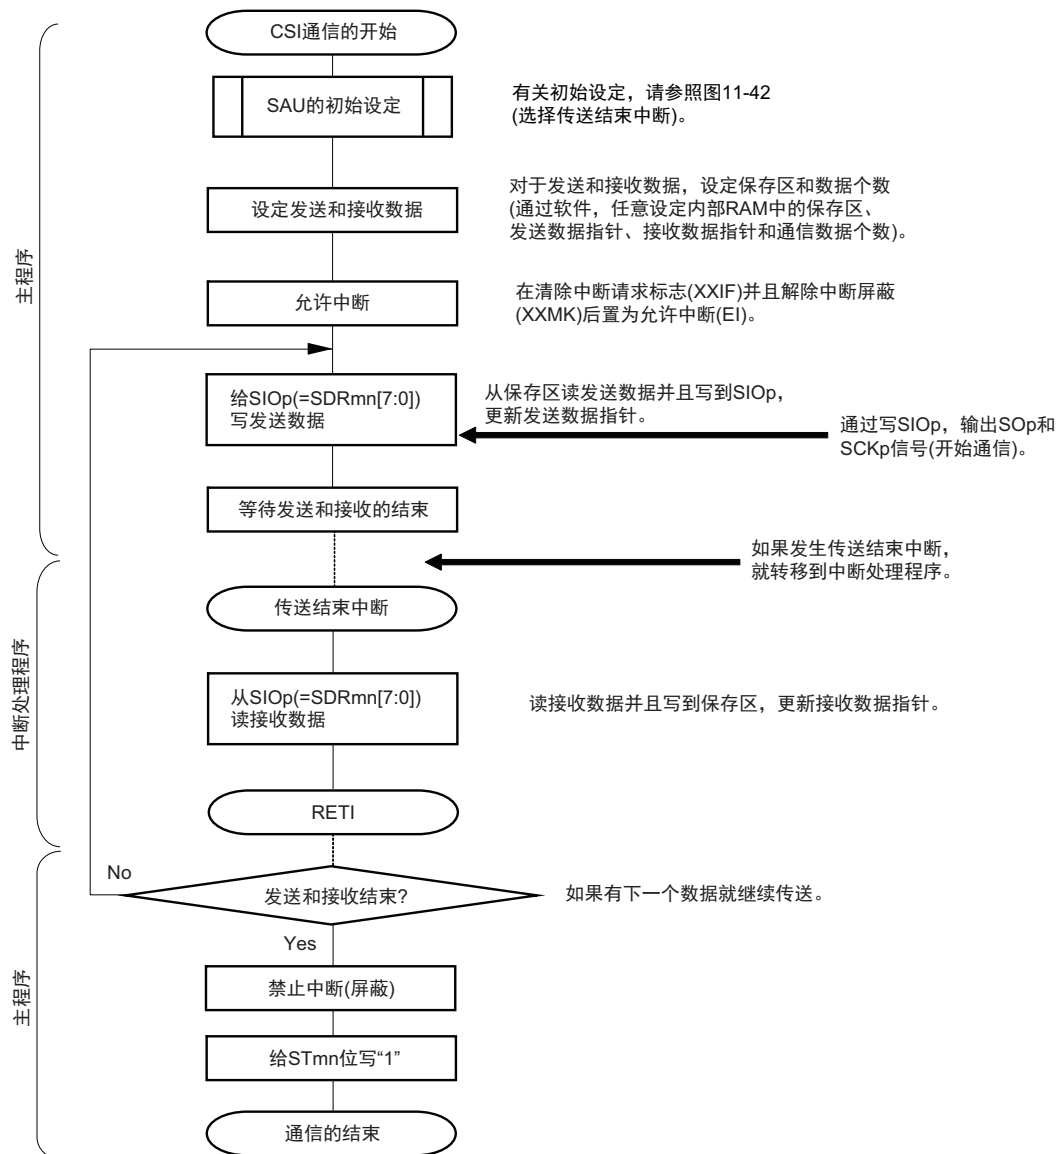 CSI通信的开始
SAU的初始设定
有关初始设定，请参照图11-42
(选择传送结束中断)。
设定发送和接收数据
对于发送和接收数据，设定保存区和数据个数
(通过软件，任意设定内部RAM中的保存区、
发送数据指针、接收数据指针和通信数据个数)。
主程序
允许中断
在清除中断请求标志(XXIF)并且解除中断屏蔽
(XXMK)后置为允许中断(EI)。
给SIOp(=SDRmn[7:0])
写发送数据
从保存区读发送数据并且写到SIOp，
更新发送数据指针。
通过写SIOp，输出SOp和
SCKp信号(开始通信)。
等待发送和接收的结束
如果发生传送结束中断，
就转移到中断处理程序。
传送结束中断
中断处理程序
从SIOp(=SDRmn[7:0])
读接收数据
读接收数据并且写到保存区，更新接收数据指针。
RETI
No
发送和接收结束?
如果有下一个数据就继续传送。
Yes
主程序
禁止中断(屏蔽)
给STmn位写“1”
通信的结束